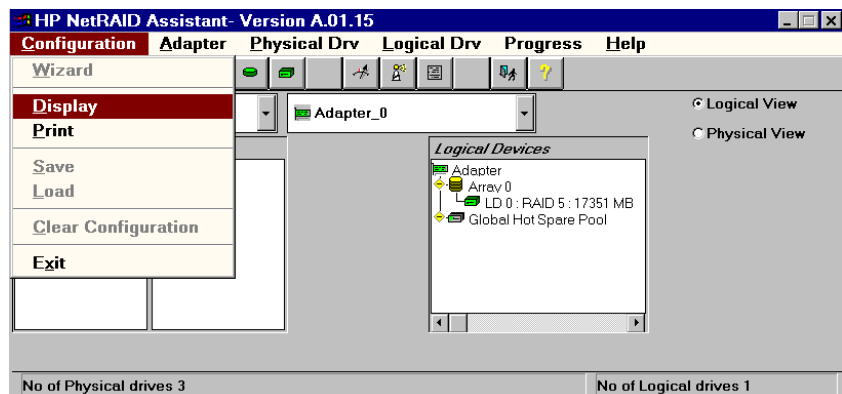 HP NetRAID Assistant- Version A.01.15
Configuration Adapter Physical Drv Logical Drv Progress Help
Wizard
Display
Print
Save
Load
Clear Configuration
Exit
Adapter_0
Logical View
Physical View
Logical Devices
Adapter
Array 0
LD 0 : RAID 5 : 17351 MB
Global Hot Spare Pool
No of Physical drives 3
No of Logical drives 1